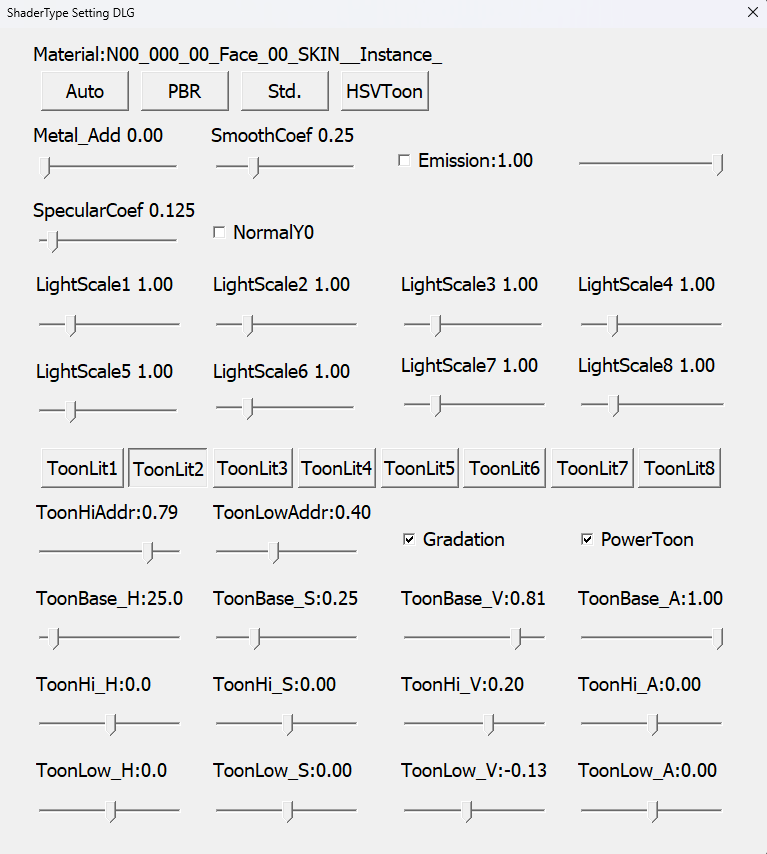 ShaderType Setting DLG
Material:N00_000_00_Face_00_SKIN__Instance_
Auto PBR Std. HSVToon
Metal_Add 0.00 SmoothCoef 0.25
Emission:1.00
SpecularCoef 0.125
NormalY0
LightScale1 1.00 LightScale2 1.00 LightScale3 1.00 LightScale4 1.00
LightScale5 1.00 LightScale6 1.00 LightScale7 1.00 LightScale8 1.00
ToonLit1 ToonLit2 ToonLit3 ToonLit4 ToonLit5 ToonLit6 ToonLit7 ToonLit8
ToonHiAddr:0.79 ToonLowAddr:0.40
Gradation PowerToon
ToonBase_H:25.0 ToonBase_S:0.25 ToonBase_V:0.81 ToonBase_A:1.00
ToonHi_H:0.0 ToonHi_S:0.00 ToonHi_V:0.20 ToonHi_A:0.00
ToonLow_H:0.0 ToonLow_S:0.00 ToonLow_V:-0.13 ToonLow_A:0.00